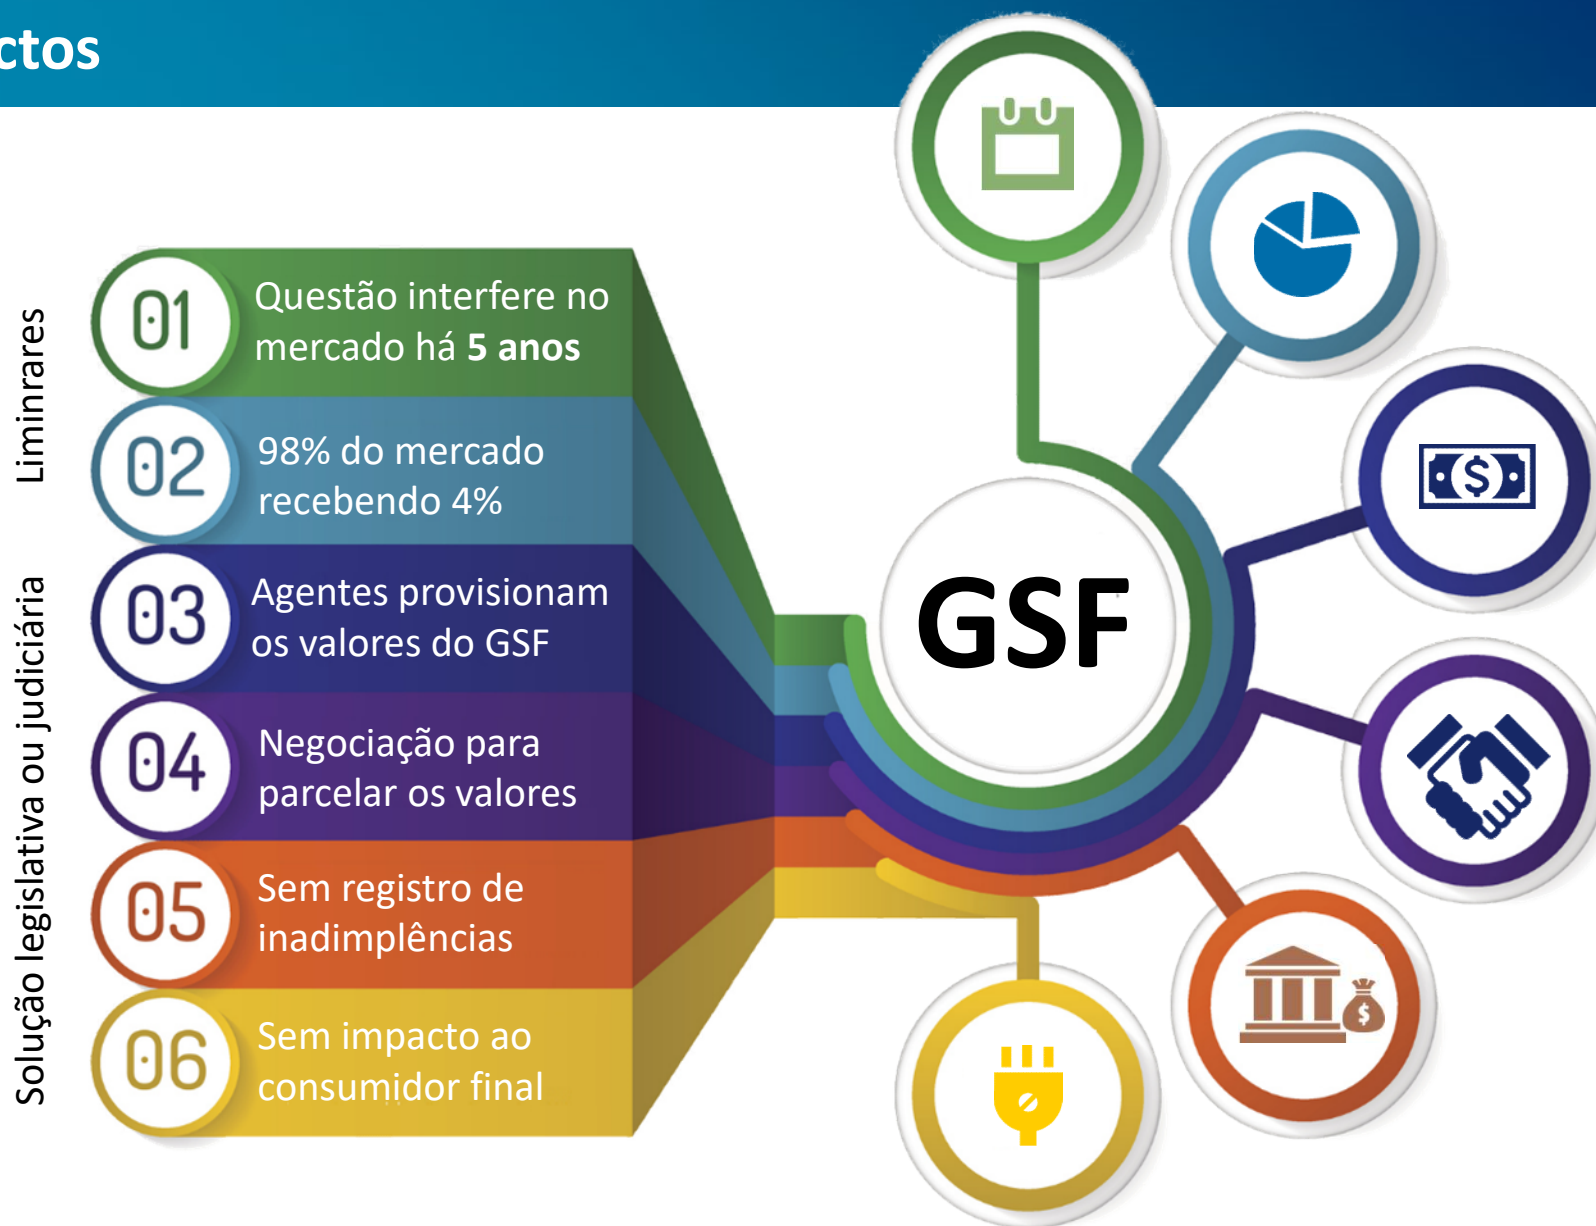 ctos
Liminrares
01
Questão interfere no
mercado há 5 anos
02
98% do mercado
recebendo 4%
Solução legislativa ou judiciária
03
Agentes provisionam
os valores do GSF
04
Negociação para
parcelar os valores
05
Sem registro de
inadimplências
06
Sem impacto ao
consumidor final
GSF
$
$